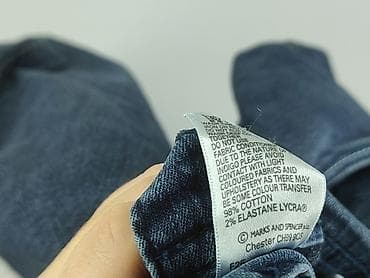 DO NOT
FABRIC CONDITIONER
DUE TO THE NATURE OF
INDIGO PLEASE AVOID
CONTACT WITH LIGHT
COLOURED FABRICS AND
UPHOLSTERY AS THERE MAY
BE SOME COLOUR TRANSFER
98% COTTON
2% ELASTANE LYCRA®
© MARKS AND SPENCER
Chester CH99 9QS